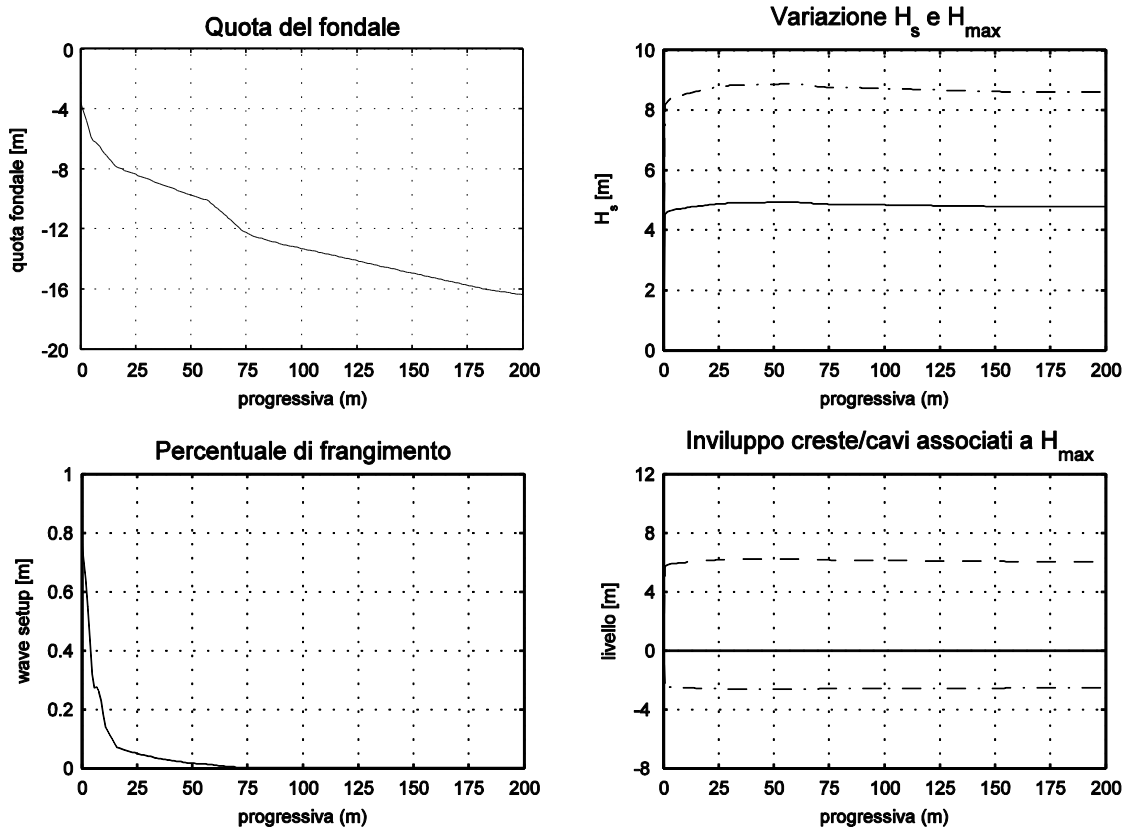 Quota del fondale
0
-4
-8
-12
-16
-20
quota fondale [m]
0 25 50 75 100 125 150 175 200
progressiva (m)
Variazione H_s e H_max
10
8
6
4
2
0
H_s [m]
0 25 50 75 100 125 150 175 200
progressiva (m)
Percentuale di frangimento
1
0.8
0.6
0.4
0.2
0
wave setup [m]
0 25 50 75 100 125 150 175 200
progressiva (m)
Inviluppo creste/cavi associati a H_max
12
8
4
0
-4
-8
livello [m]
0 25 50 75 100 125 150 175 200
progressiva (m)